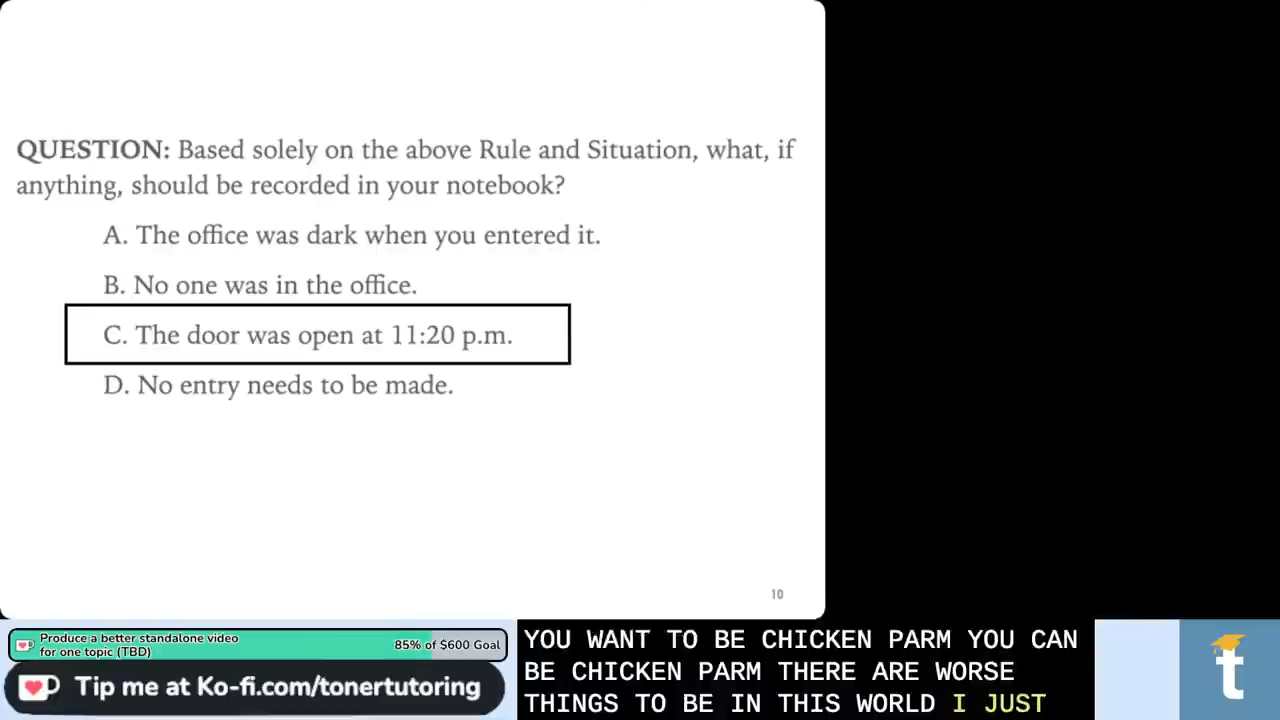 QUESTION: Based solely on the above Rule and Situation, what, if
anything, should be recorded in your notebook?
A. The office was dark when you entered it.
B. No one was in the office.
C. The door was open at 11:20 p.m.
D. No entry needs to be made.
10
Produce a better standalone video
for one topic (TBD)
85% of $600 Goal
Tip me at Ko-fi.com/tonertutoring
YOU WANT TO BE CHICKEN PARM YOU CAN
BE CHICKEN PARM THERE ARE WORSE
THINGS TO BE IN THIS WORLD I JUST
t